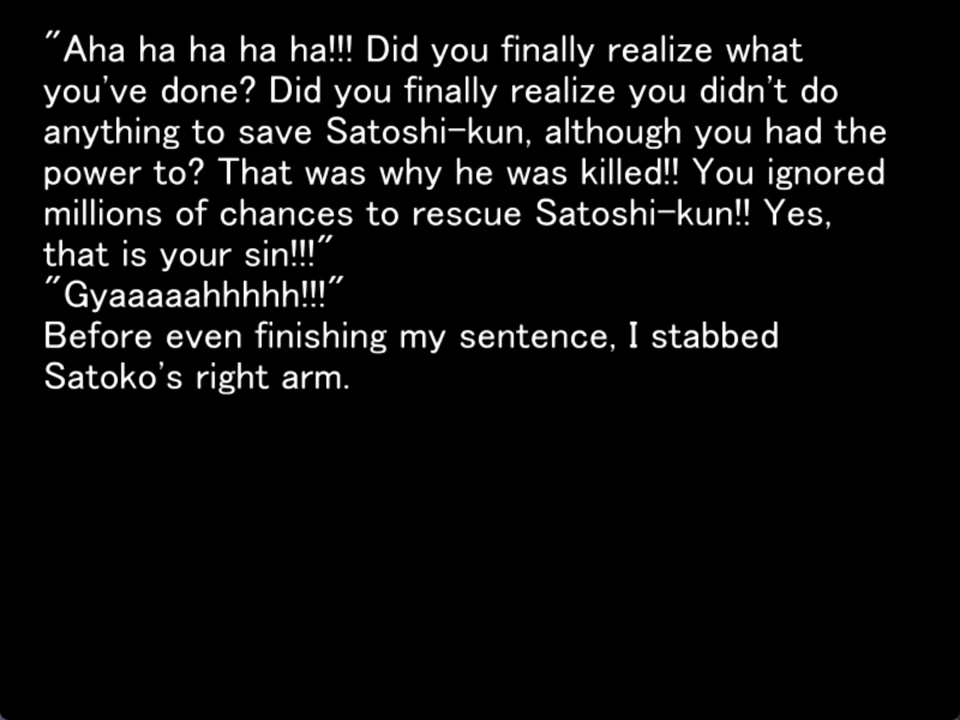 "Aha ha ha ha ha!!! Did you finally realize what
you've done? Did you finally realize you didn't do
anything to save Satoshi-kun, although you had the
power to? That was why he was killed!! You ignored
millions of chances to rescue Satoshi-kun!! Yes,
that is your sin!!!"
"Gyaaaaahhhhh!!!"
Before even finishing my sentence, I stabbed
Satoko's right arm.